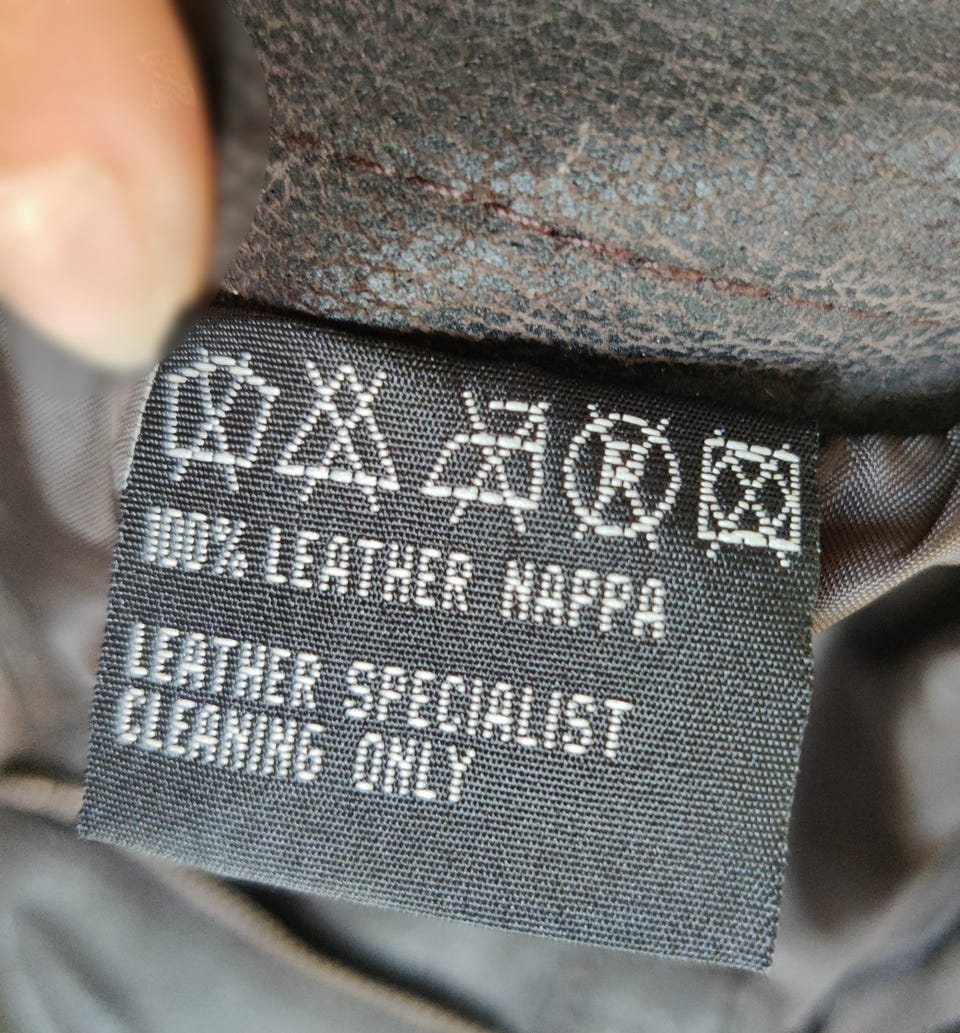 100% LEATHER NAPPA
LEATHER SPECIALIST
CLEANING ONLY